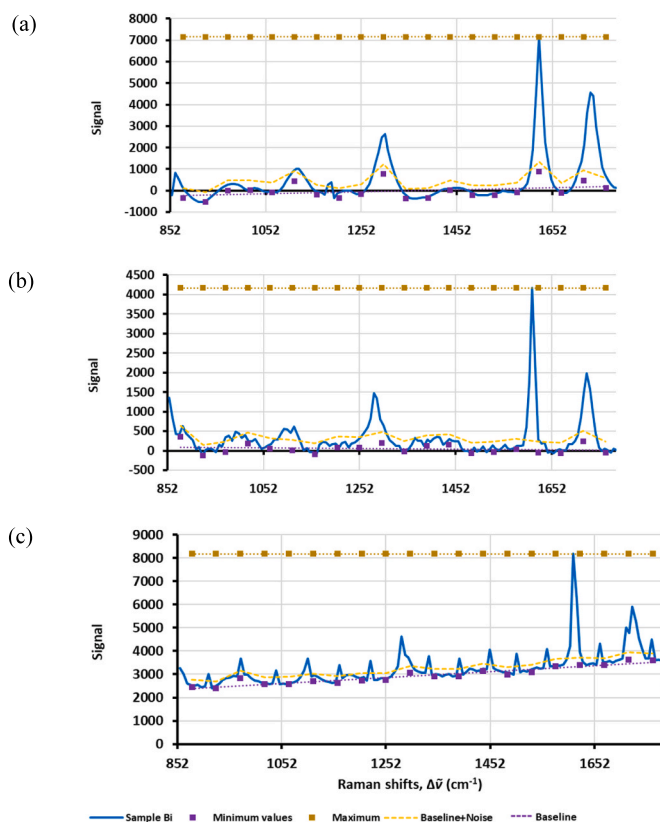 (a)
8000
7000
6000
5000
4000
3000
2000
1000
0
-1000
Signal
852 1052 1252 1452 1652
(b)
4500
4000
3500
3000
2500
2000
1500
1000
500
0
-500
Signal
852 1052 1252 1452 1652
(c)
9000
8000
7000
6000
5000
4000
3000
2000
1000
0
Signal
852 1052 1252 1452 1652
Raman shifts, Δṽ (cm⁻¹)
Sample Bi Minimum values Maximum Baseline+Noise Baseline